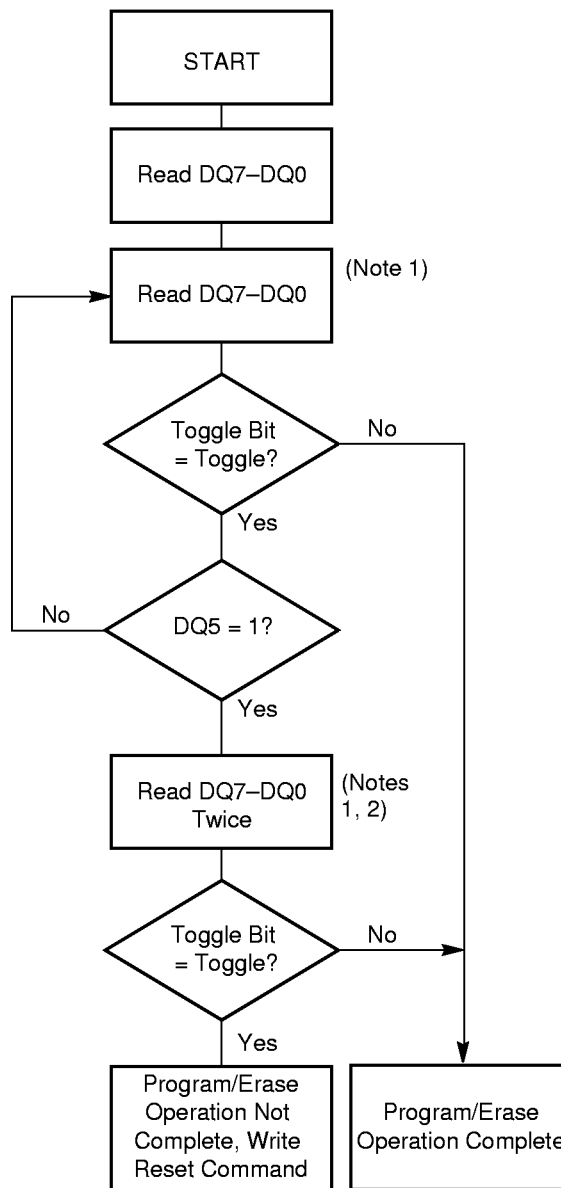 START
Read DQ7–DQ0
Read DQ7–DQ0
(Note 1)
Toggle Bit
= Toggle?
No
Yes
No
DQ5 = 1?
Yes
Read DQ7–DQ0
Twice
(Notes
1, 2)
Toggle Bit
= Toggle?
No
Yes
Program/Erase
Operation Not
Complete, Write
Reset Command
Program/Erase
Operation Complete